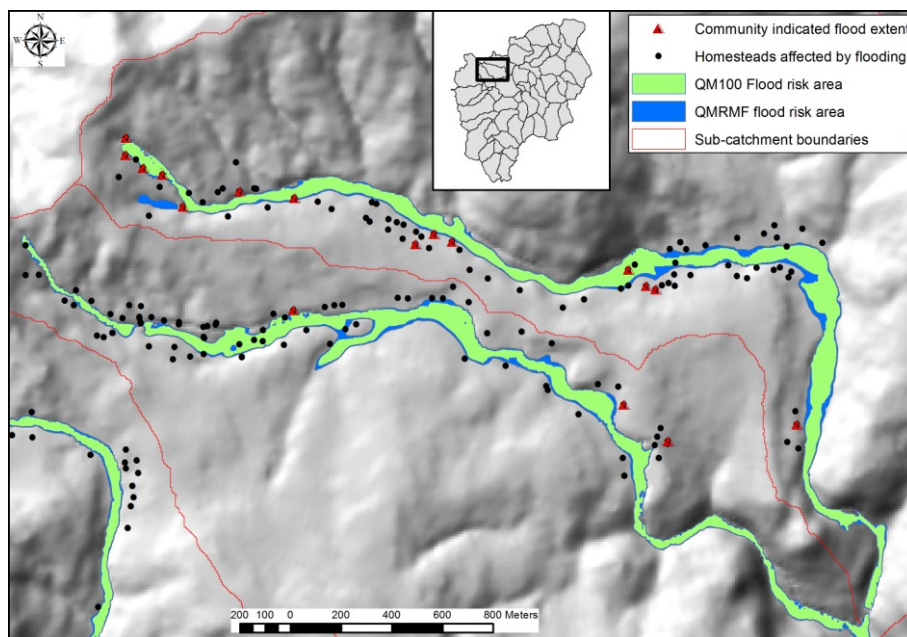 N
W
E
S
Community indicated flood extent
Homesteads affected by flooding
QM100 Flood risk area
QMRMF flood risk area
Sub-catchment boundaries
200 100 0 200 400 600 800 Meters